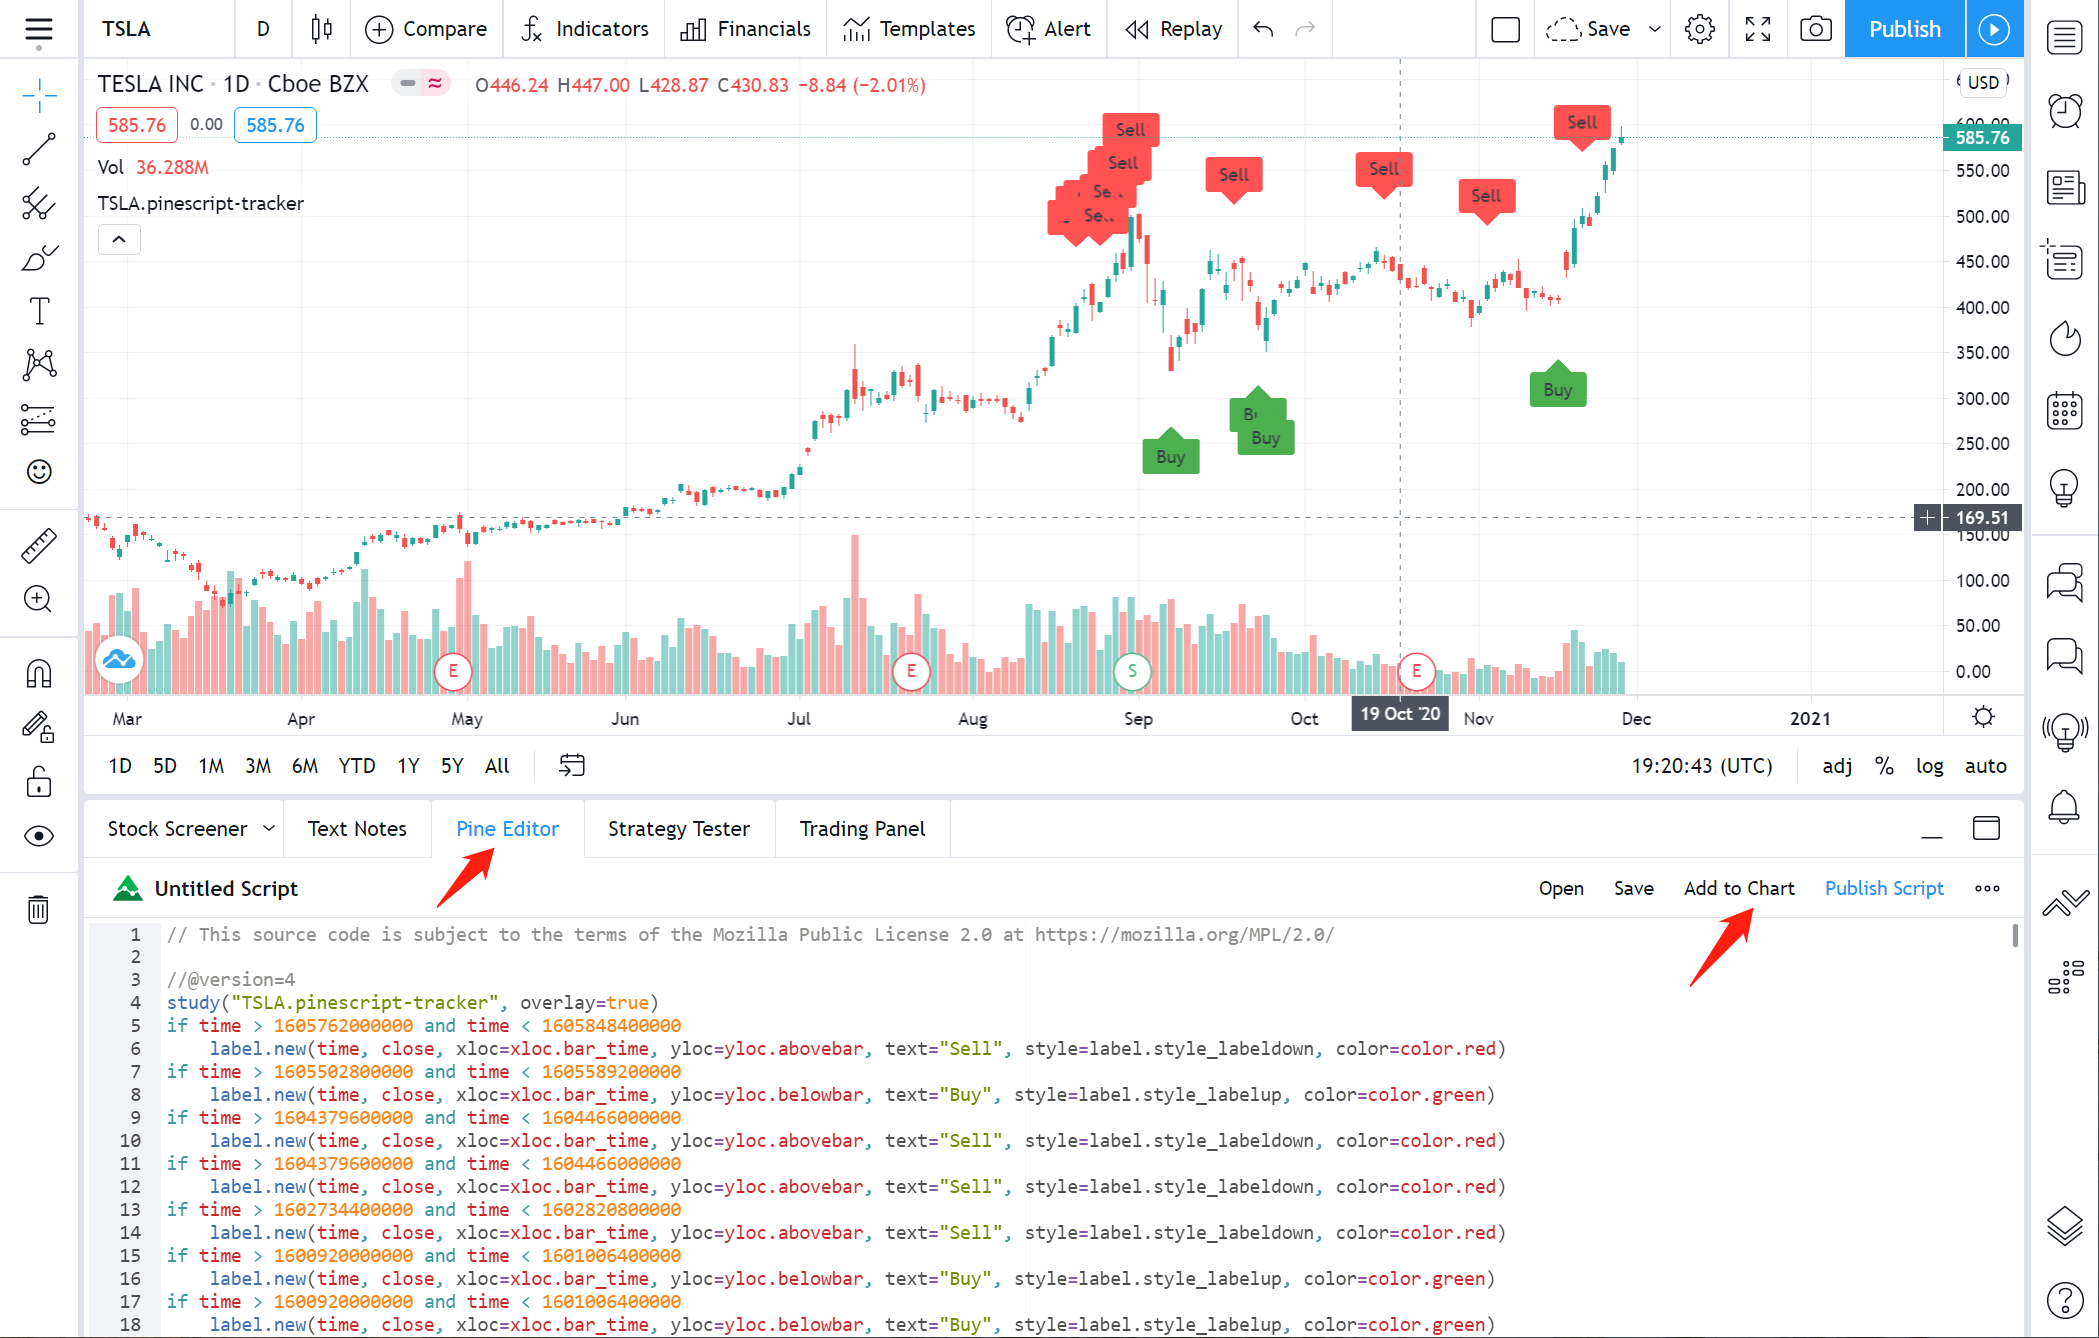 TSLA D Compare Indicators Financials Templates Alert Replay Save Publish
TESLA INC · 1D · Cboe BZX O446.24 H447.00 L428.87 C430.83 −8.84 (−2.01%)
USD
585.76 0.00 585.76
Vol 36.288M
TSLA.pinescript-tracker
Sell
Sell
Sell
Sell
Sell
Sell
Sell
Buy
Buy
Buy
600.00
585.76
550.00
500.00
450.00
400.00
350.00
300.00
250.00
200.00
169.51
150.00
100.00
50.00
0.00
E E S E
Mar Apr May Jun Jul Aug Sep Oct 19 Oct '20 Nov Dec 2021
1D 5D 1M 3M 6M YTD 1Y 5Y All 19:20:43 (UTC) adj % log auto
Stock Screener Text Notes Pine Editor Strategy Tester Trading Panel
Untitled Script Open Save Add to Chart Publish Script
1 // This source code is subject to the terms of the Mozilla Public License 2.0 at https://mozilla.org/MPL/2.0/
2
3 //@version=4
4 study("TSLA.pinescript-tracker", overlay=true)
5 if time > 1605762000000 and time < 1605848400000
6 label.new(time, close, xloc=xloc.bar_time, yloc=yloc.abovebar, text="Sell", style=label.style_labeldown, color=color.red)
7 if time > 1605502800000 and time < 1605589200000
8 label.new(time, close, xloc=xloc.bar_time, yloc=yloc.belowbar, text="Buy", style=label.style_labelup, color=color.green)
9 if time > 1604379600000 and time < 1604466000000
10 label.new(time, close, xloc=xloc.bar_time, yloc=yloc.abovebar, text="Sell", style=label.style_labeldown, color=color.red)
11 if time > 1604379600000 and time < 1604466000000
12 label.new(time, close, xloc=xloc.bar_time, yloc=yloc.abovebar, text="Sell", style=label.style_labeldown, color=color.red)
13 if time > 1602734400000 and time < 1602820800000
14 label.new(time, close, xloc=xloc.bar_time, yloc=yloc.abovebar, text="Sell", style=label.style_labeldown, color=color.red)
15 if time > 1600920000000 and time < 1601006400000
16 label.new(time, close, xloc=xloc.bar_time, yloc=yloc.belowbar, text="Buy", style=label.style_labelup, color=color.green)
17 if time > 1600920000000 and time < 1601006400000
18 label.new(time, close, xloc=xloc.bar_time, yloc=yloc.belowbar, text="Buy", style=label.style_labelup, color=color.green)